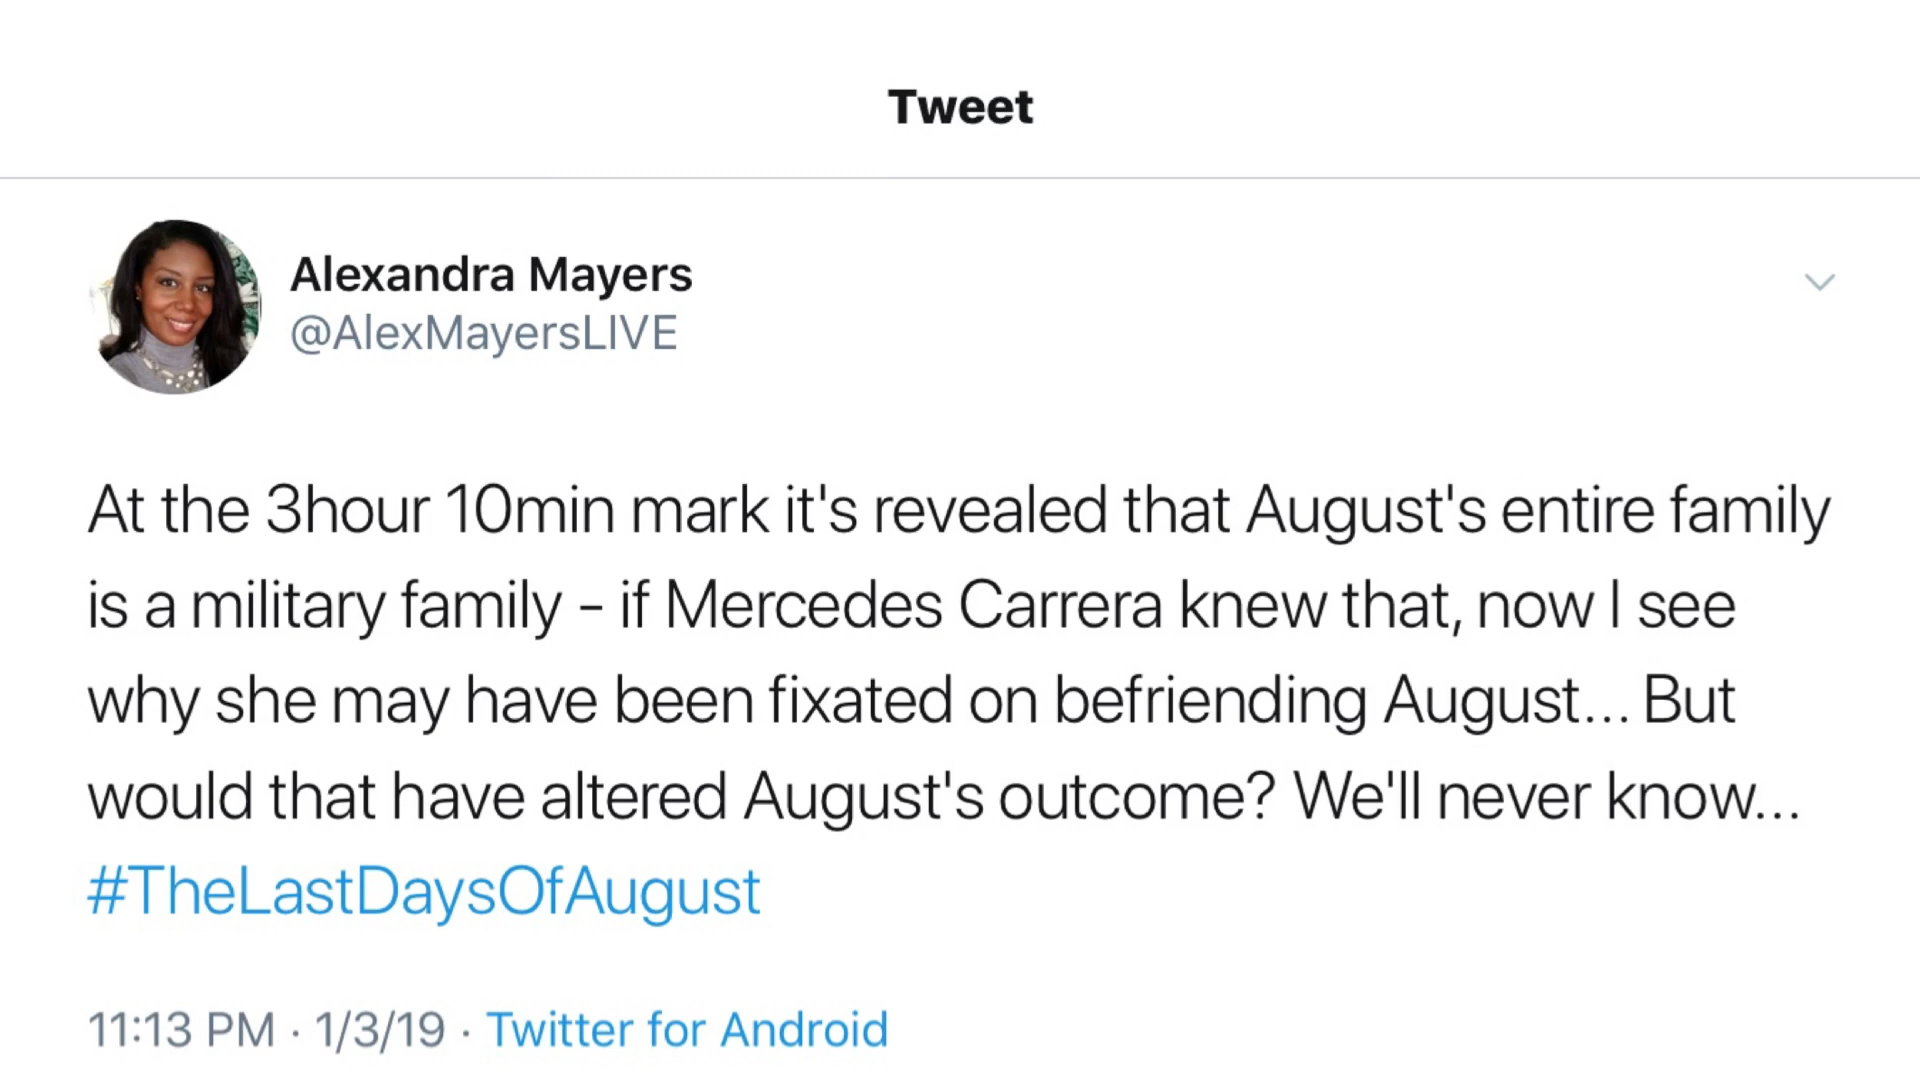 Tweet
Alexandra Mayers
@AlexMayersLIVE
At the 3hour 10min mark it's revealed that August's entire family
is a military family - if Mercedes Carrera knew that, now I see
why she may have been fixated on befriending August... But
would that have altered August's outcome? We'll never know...
#TheLastDaysOfAugust
11:13 PM · 1/3/19 · Twitter for Android